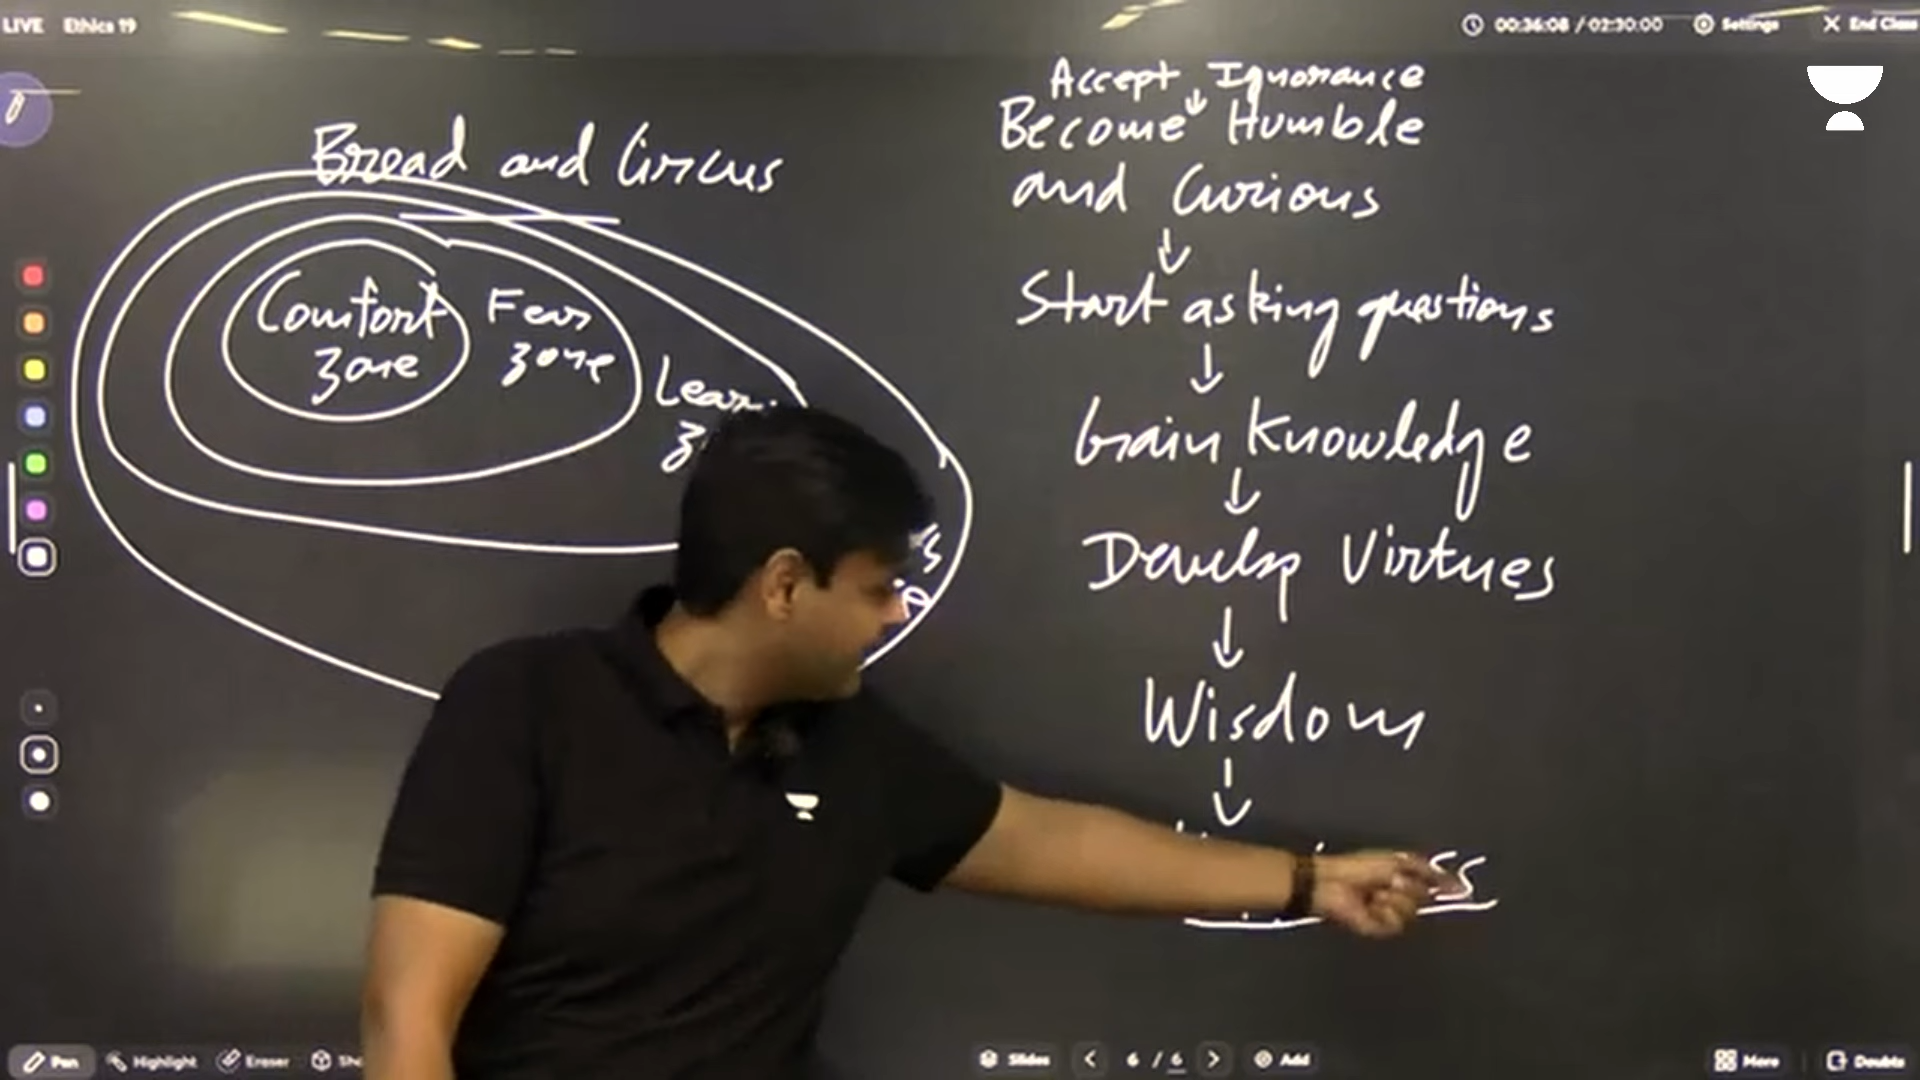 LIVE Ethics 19
00:36:08 / 02:30:00 Settings End Class
Bread and Circus
Comfort
zone
Fear
zone
Accept Ignorance
Become Humble
and Curious
Start asking questions
Gain Knowledge
Develop Virtues
Wisdom
Pen Highlight Eraser
Slides 6 / 6 Add
More Doubts